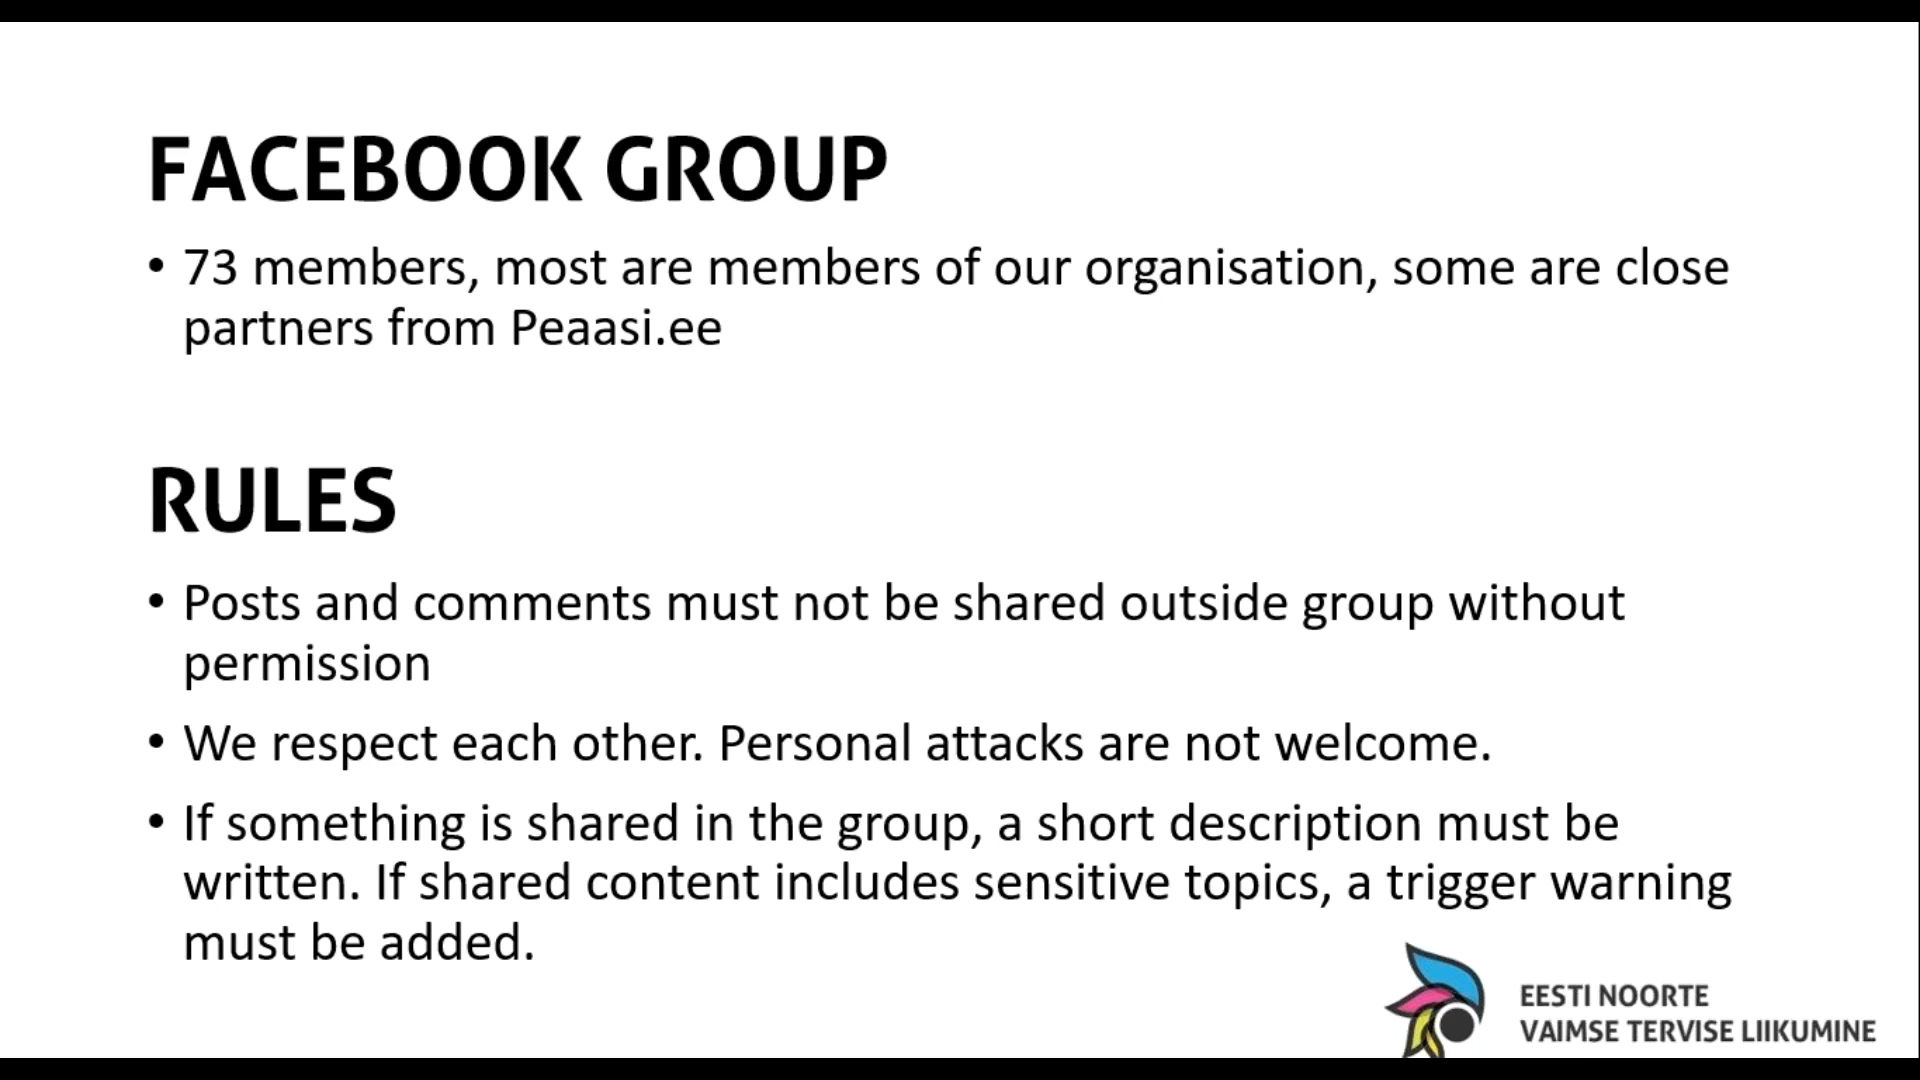 FACEBOOK GROUP
• 73 members, most are members of our organisation, some are close
partners from Peaasi.ee
RULES
• Posts and comments must not be shared outside group without
permission
• We respect each other. Personal attacks are not welcome.
• If something is shared in the group, a short description must be
written. If shared content includes sensitive topics, a trigger warning
must be added.
EESTI NOORTE
VAIMSE TERVISE LIIKUMINE